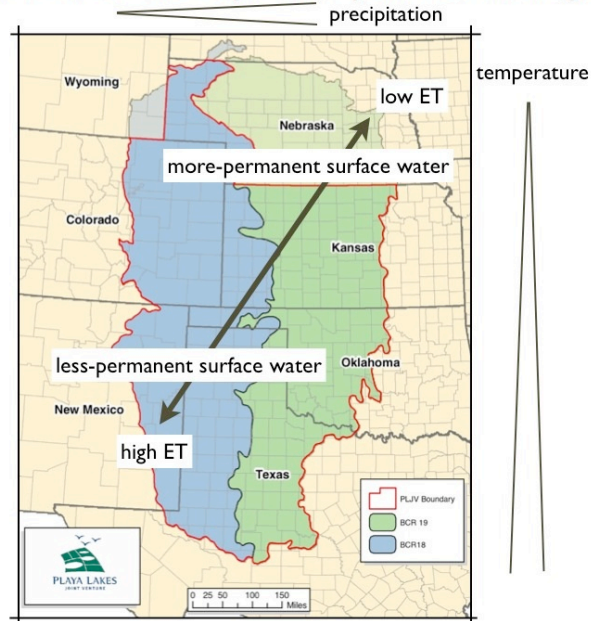 precipitation
temperature
Wyoming
low ET
Nebraska
more-permanent surface water
Colorado
Kansas
less-permanent surface water
Oklahoma
New Mexico
high ET
Texas
PLJV Boundary
BCR 19
BCR18
PLAYA LAKES
JOINT VENTURE
0 25 50 100 150
Miles